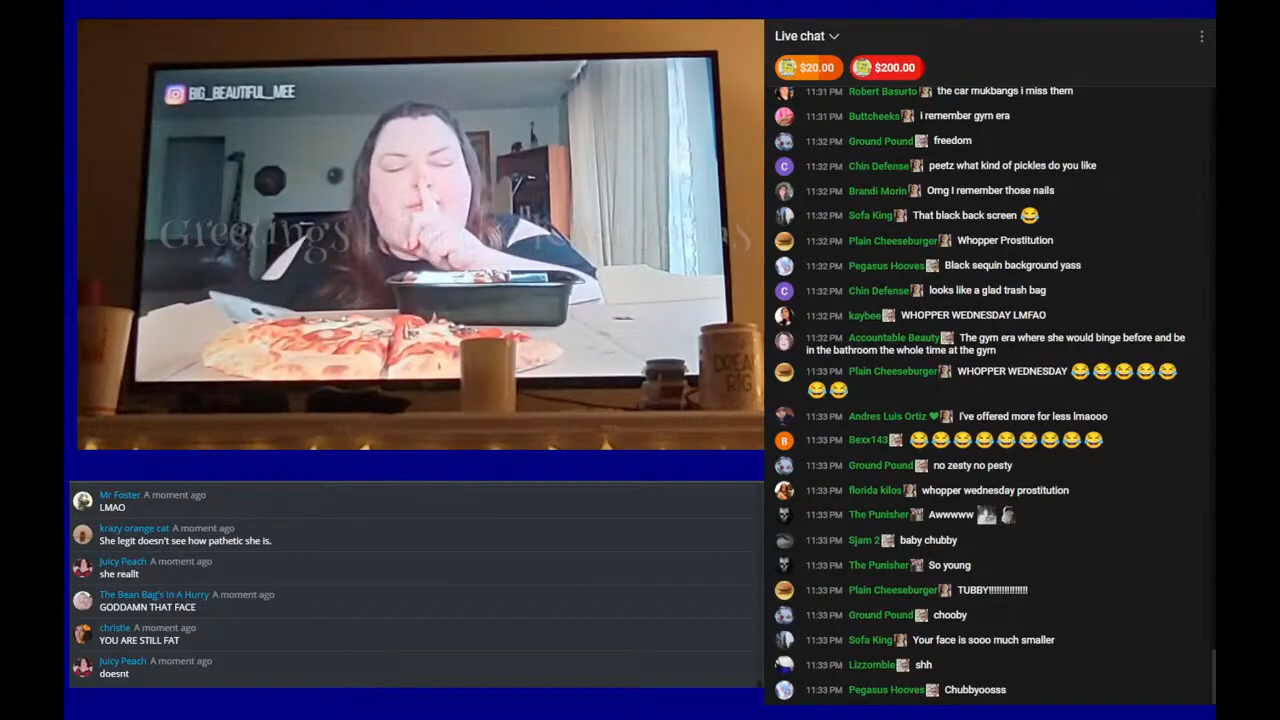 BIG_BEAUTIFUL_MEE
Greetings
DREAM
BIG
Live chat
$20.00
$200.00
11:31 PM Robert Basurto the car mukbangs i miss them
11:31 PM Buttcheeks i remember gym era
11:32 PM Ground Pound freedom
11:32 PM Chin Defense peetz what kind of pickles do you like
11:32 PM Brandi Morin Omg I remember those nails
11:32 PM Sofa King That black back screen 😂
11:32 PM Plain Cheeseburger Whopper Prostitution
11:32 PM Pegasus Hooves Black sequin background yass
11:32 PM Chin Defense looks like a glad trash bag
11:32 PM kaybee WHOPPER WEDNESDAY LMFAO
11:32 PM Accountable Beauty The gym era where she would binge before and be
in the bathroom the whole time at the gym
11:33 PM Plain Cheeseburger WHOPPER WEDNESDAY 😂😂😂😂😂
😂😂
11:33 PM Andres Luis Ortiz 💚 I've offered more for less lmaooo
11:33 PM Bexx143 😂😂😂😂😂😂😂😂😂
11:33 PM Ground Pound no zesty no pesty
11:33 PM florida kilos whopper wednesday prostitution
11:33 PM The Punisher Awwwww
11:33 PM Sjam 2 baby chubby
11:33 PM The Punisher So young
11:33 PM Plain Cheeseburger TUBBY!!!!!!!!!!!!!!!
11:33 PM Ground Pound chooby
11:33 PM Sofa King Your face is sooo much smaller
11:33 PM Lizzombie shh
11:33 PM Pegasus Hooves Chubbyoosss
Mr Foster A moment ago
LMAO
krazy orange cat A moment ago
She legit doesn't see how pathetic she is.
Juicy Peach A moment ago
she reallt
The Bean Bag's In A Hurry A moment ago
GODDAMN THAT FACE
christie A moment ago
YOU ARE STILL FAT
Juicy Peach A moment ago
doesnt